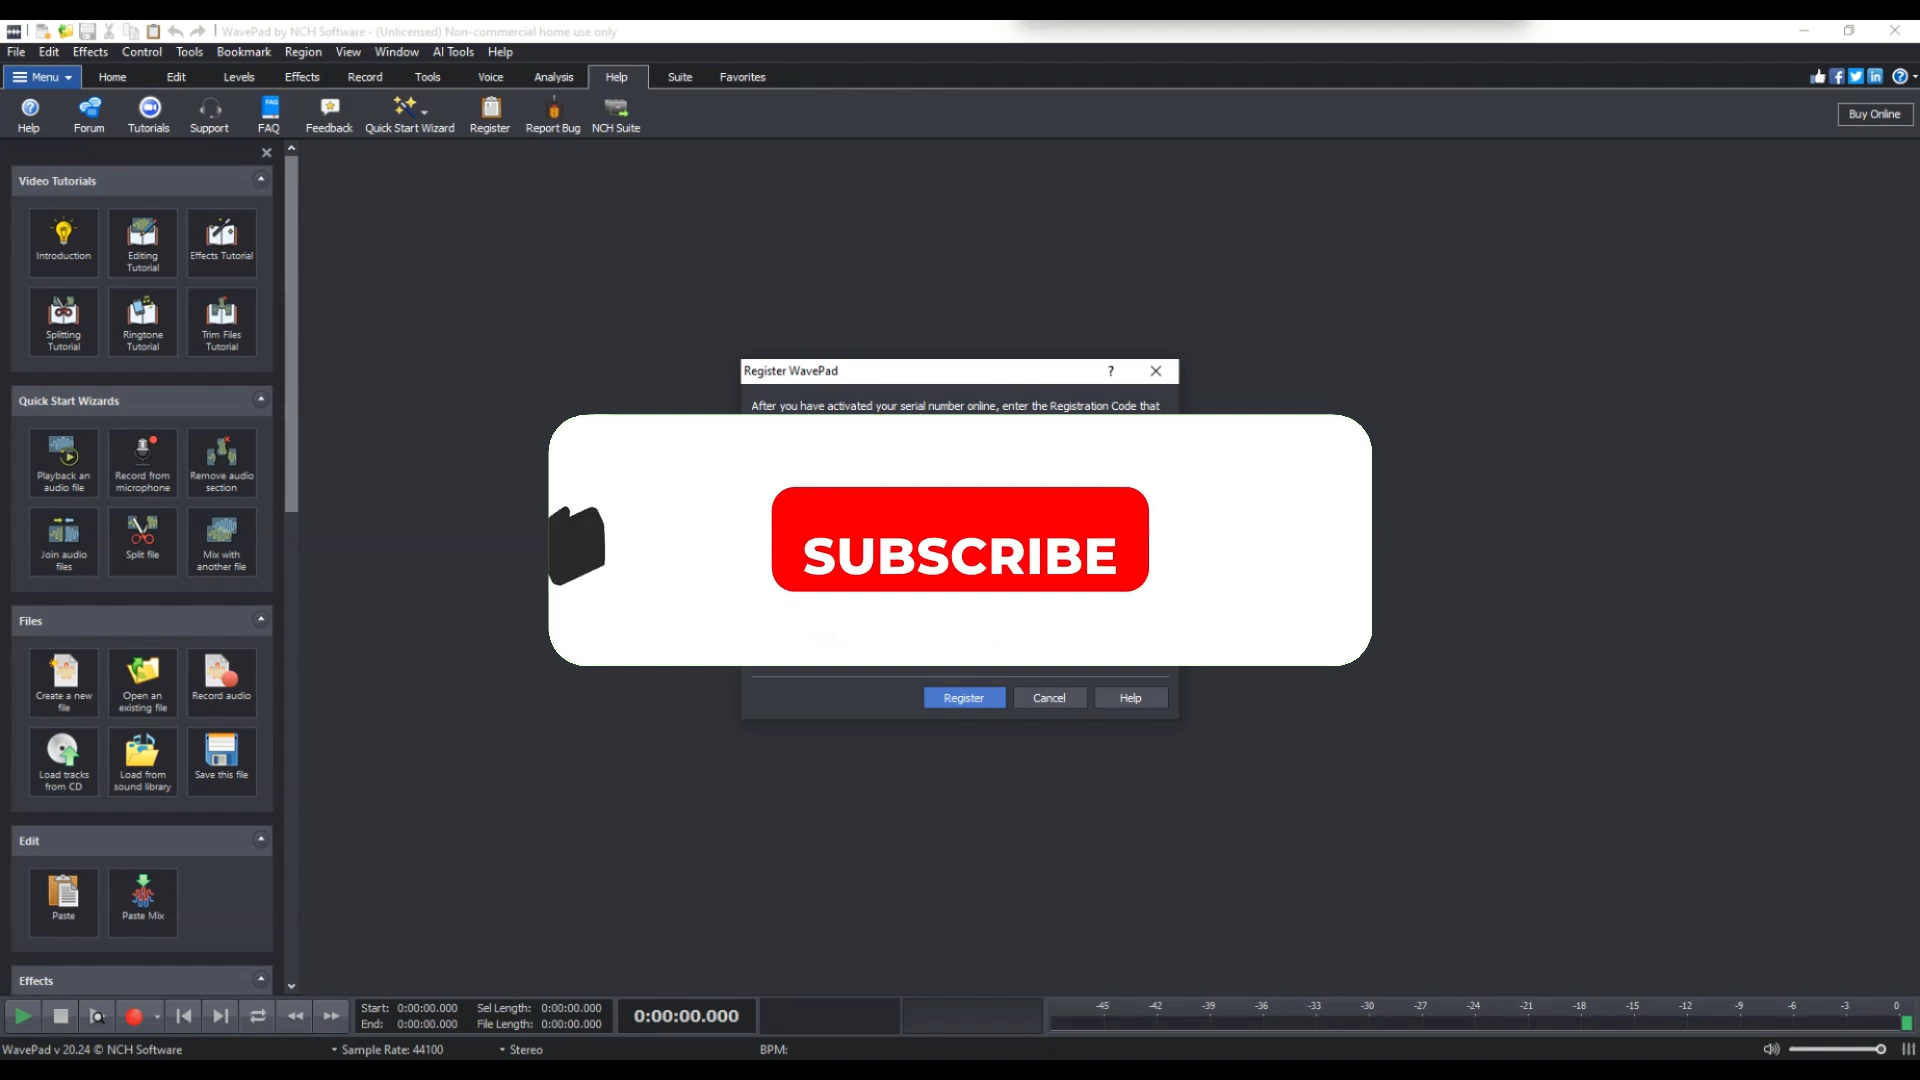 WavePad by NCH Software - (Unlicensed) Non-commercial home use only
File Edit Effects Control Tools Bookmark Region View Window AI Tools Help
Menu Home Edit Levels Effects Record Tools Voice Analysis Help Suite Favorites
Help Forum Tutorials Support FAQ Feedback Quick Start Wizard Register Report Bug NCH Suite
FAQ
Buy Online
Video Tutorials
Introduction
Editing
Tutorial
Effects Tutorial
Splitting
Tutorial
Ringtone
Tutorial
Trim Files
Tutorial
Quick Start Wizards
Playback an
audio file
Record from
microphone
Remove audio
section
Join audio
files
Split file
Mix with
another file
Files
Create a new
file
Open an
existing file
Record audio
Load tracks
from CD
Load from
sound library
Save this file
Edit
Paste
Paste Mix
Effects
Register WavePad
?
After you have activated your serial number online, enter the Registration Code that
SUBSCRIBE
Register Cancel Help
Start: 0:00:00.000 Sel Length: 0:00:00.000
End: 0:00:00.000 File Length: 0:00:00.000
0:00:00.000
-45 -42 -39 -36 -33 -30 -27 -24 -21 -18 -15 -12 -9 -6 -3 0
WavePad v 20.24 © NCH Software
Sample Rate: 44100
Stereo
BPM: